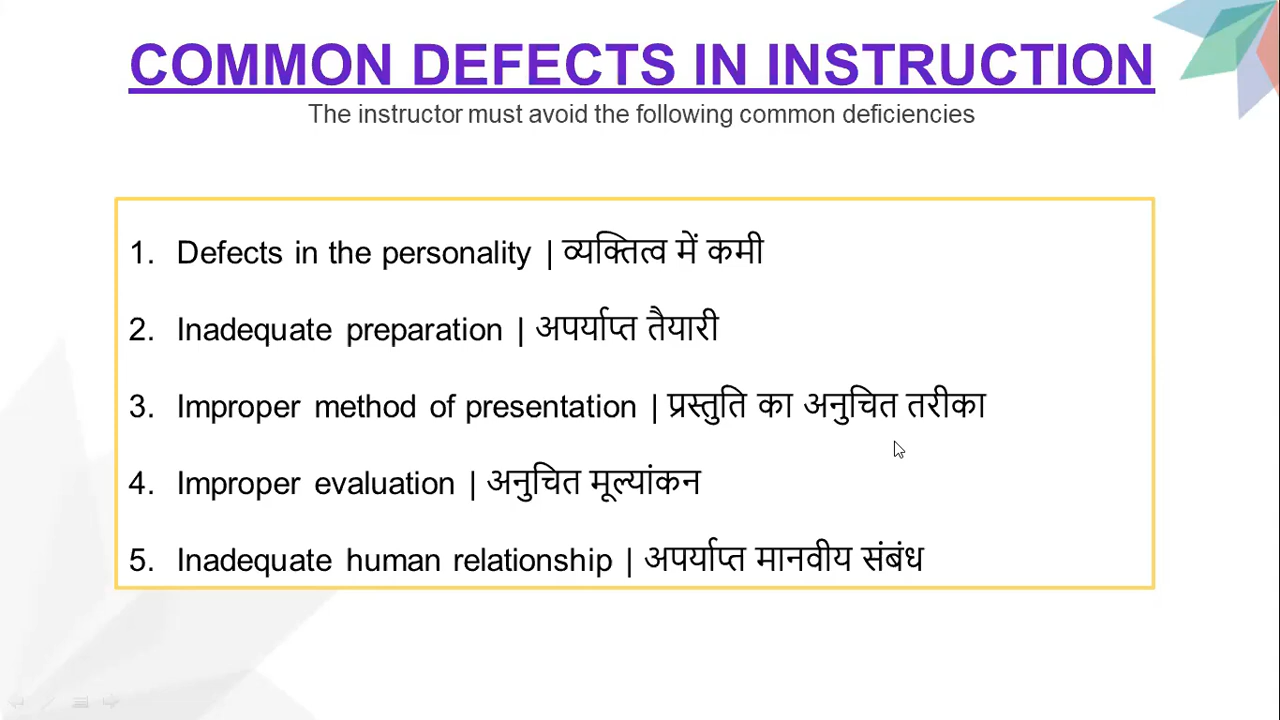 COMMON DEFECTS IN INSTRUCTION
The instructor must avoid the following common deficiencies
1. Defects in the personality | व्यक्तित्व में कमी
2. Inadequate preparation | अपर्याप्त तैयारी
3. Improper method of presentation | प्रस्तुति का अनुचित तरीका
4. Improper evaluation | अनुचित मूल्यांकन
5. Inadequate human relationship | अपर्याप्त मानवीय संबंध